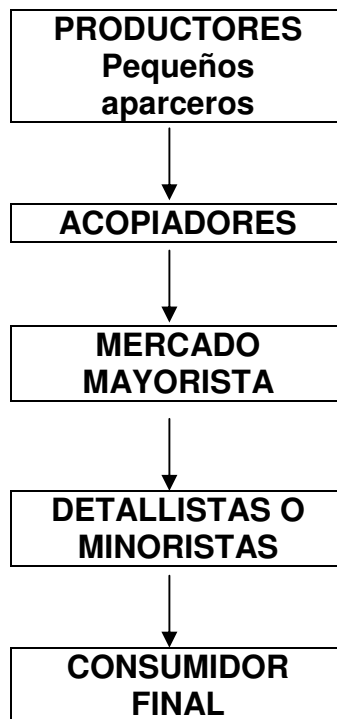 PRODUCTORES
Pequeños
aparceros
ACOPIADORES
MERCADO
MAYORISTA
DETALLISTAS O
MINORISTAS
CONSUMIDOR
FINAL